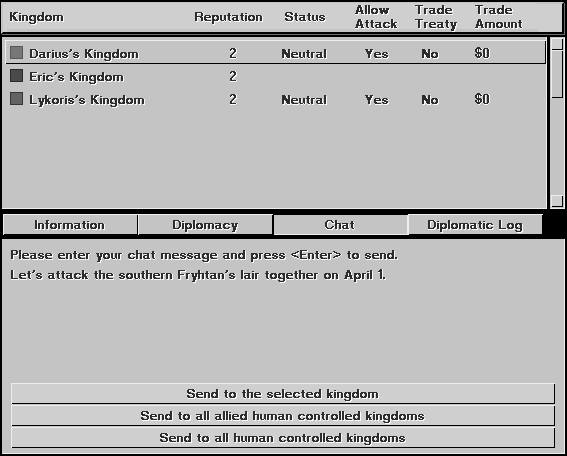 Kingdom Reputation Status Allow Attack Trade Treaty Trade Amount
Darius's Kingdom 2 Neutral Yes No $0
Eric's Kingdom 2
Lykoris's Kingdom 2 Neutral Yes No $0
Information Diplomacy Chat Diplomatic Log
Please enter your chat message and press <Enter> to send.
Let's attack the southern Fryhtan's lair together on April 1.
Send to the selected kingdom
Send to all allied human controlled kingdoms
Send to all human controlled kingdoms